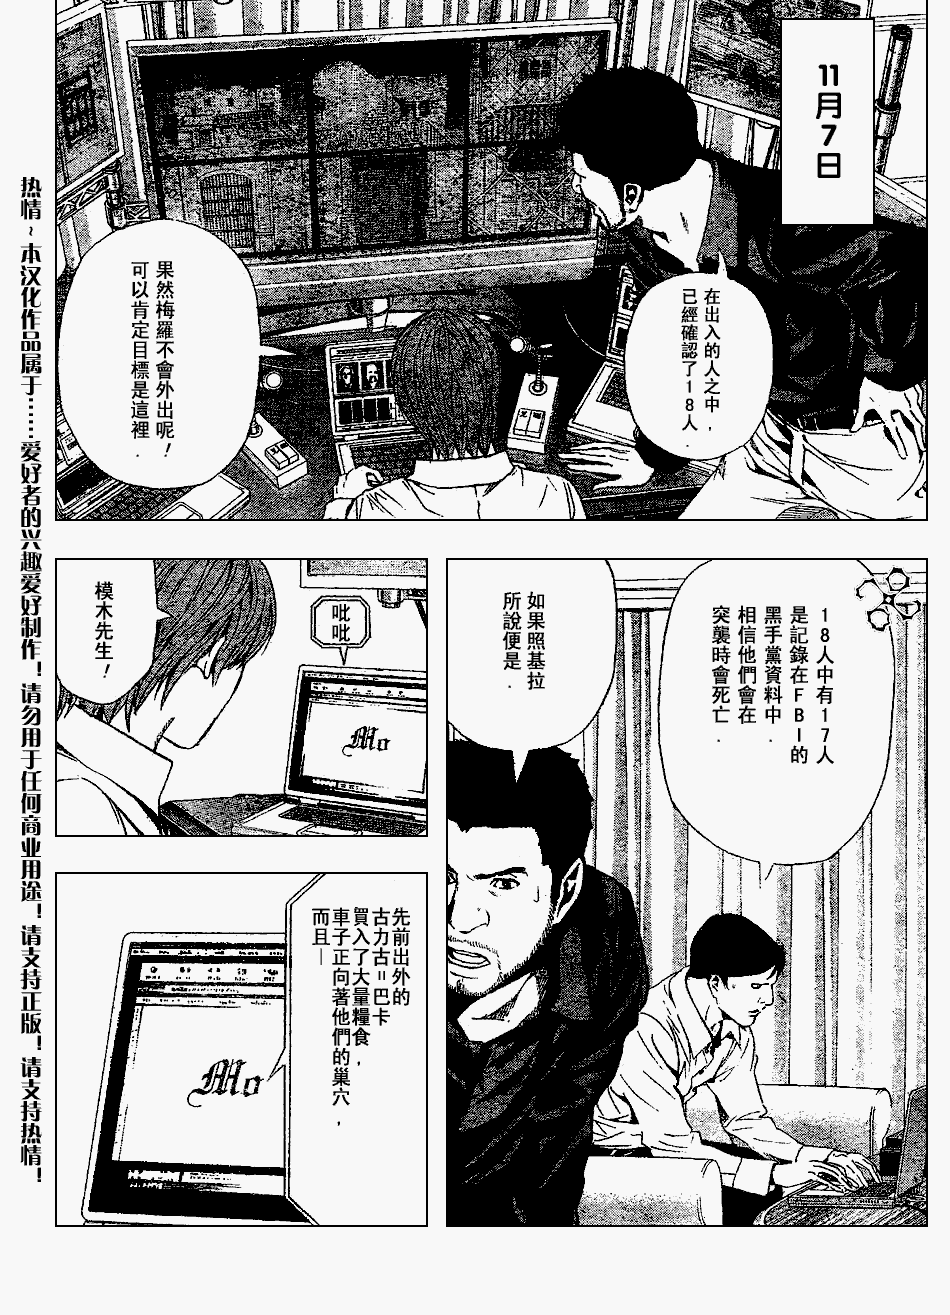 11月7日
在出入的人之中，
已經確認了18人．
果然梅羅不會外出呢！
可以肯定目標是這裡．
18人中有17人
是記錄在FBI的
黑手黨資料中．
相信他們會在
突襲時會死亡．
如果照基拉
所說便是．
吡吡
模木先生！
Mo
先前出外的
古力古=巴卡
買入了大量糧食，
車子正向著他們的巢穴，
而且—
Mo
热情~本汉化作品属于……爱好者的兴趣爱好制作！请勿用于任何商业用途！请支持正版！请支持热情！